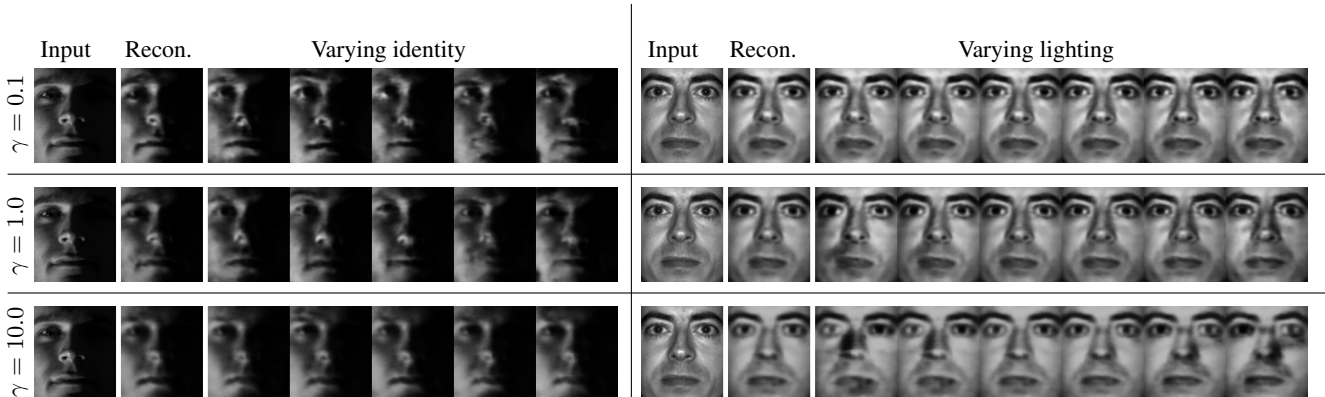 Input Recon. Varying identity Input Recon. Varying lighting
γ = 0.1
γ = 1.0
γ = 10.0